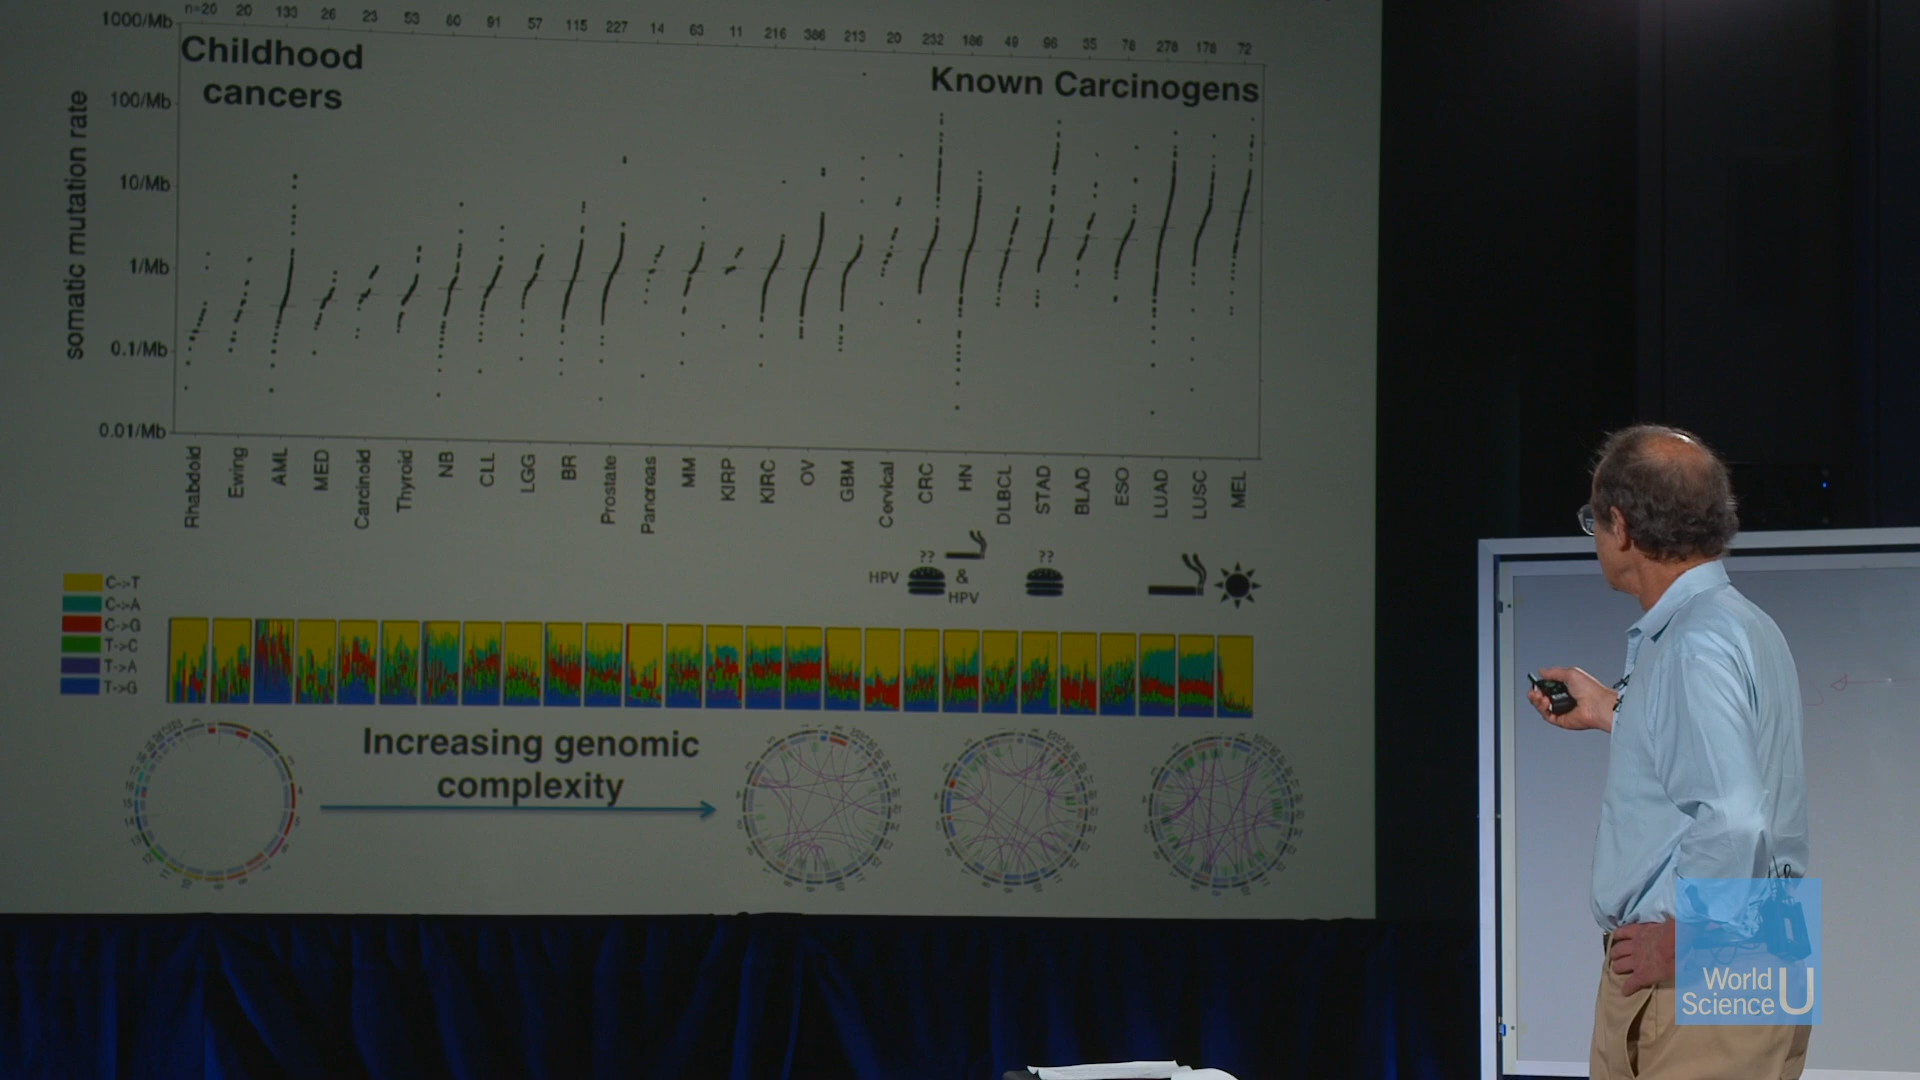 n=20 20 133 26 23 53 80 91 57 115 227 14 63 11 216 386 213 20 232 186 49 96 35 76 278 178 72
1000/Mb
100/Mb
10/Mb
1/Mb
0.1/Mb
0.01/Mb
somatic mutation rate
Childhood
cancers
Known Carcinogens
Rhabdoid Ewing AML MED Carcinoid Thyroid NB CLL LGG BR Prostate Pancreas MM KIRP KIRC OV GBM Cervical CRC HN DLBCL STAD BLAD ESO LUAD LUSC MEL
HPV ?? & HPV ??
C->T
C->A
C->G
T->C
T->A
T->G
Increasing genomic
complexity
World
Science U